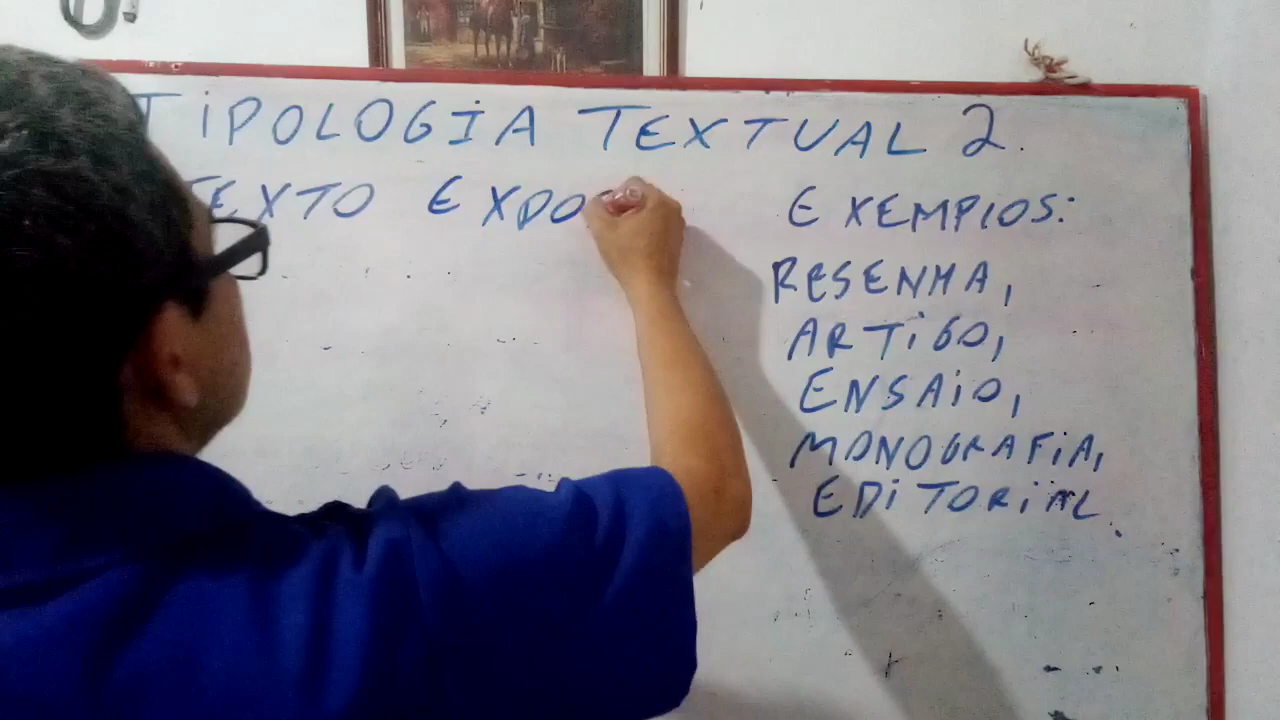 TIPOLOGIA TEXTUAL 2.
TEXTO EXPO
EXEMPLOS:
RESENHA,
ARTIGO,
ENSAIO,
MONOGRAFIA,
EDITORIAL.